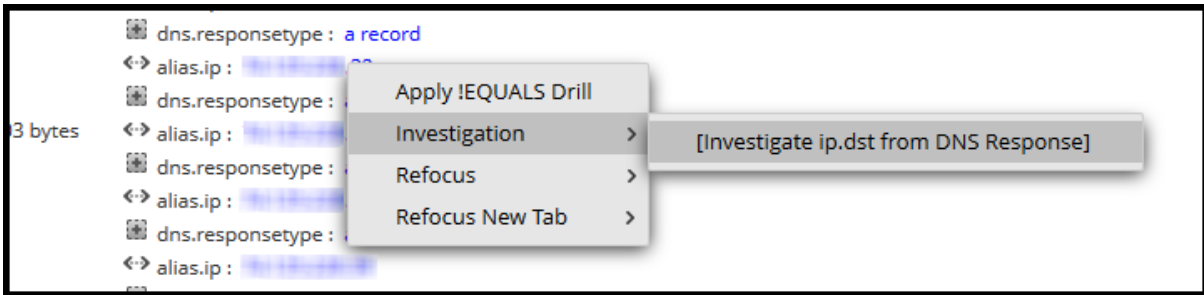 dns.responsetype : a record
alias.ip :
Apply !EQUALS Drill
dns.responsetype :
03 bytes
alias.ip :
Investigation >
[Investigate ip.dst from DNS Response]
dns.responsetype :
Refocus >
alias.ip :
Refocus New Tab >
dns.responsetype :
alias.ip :